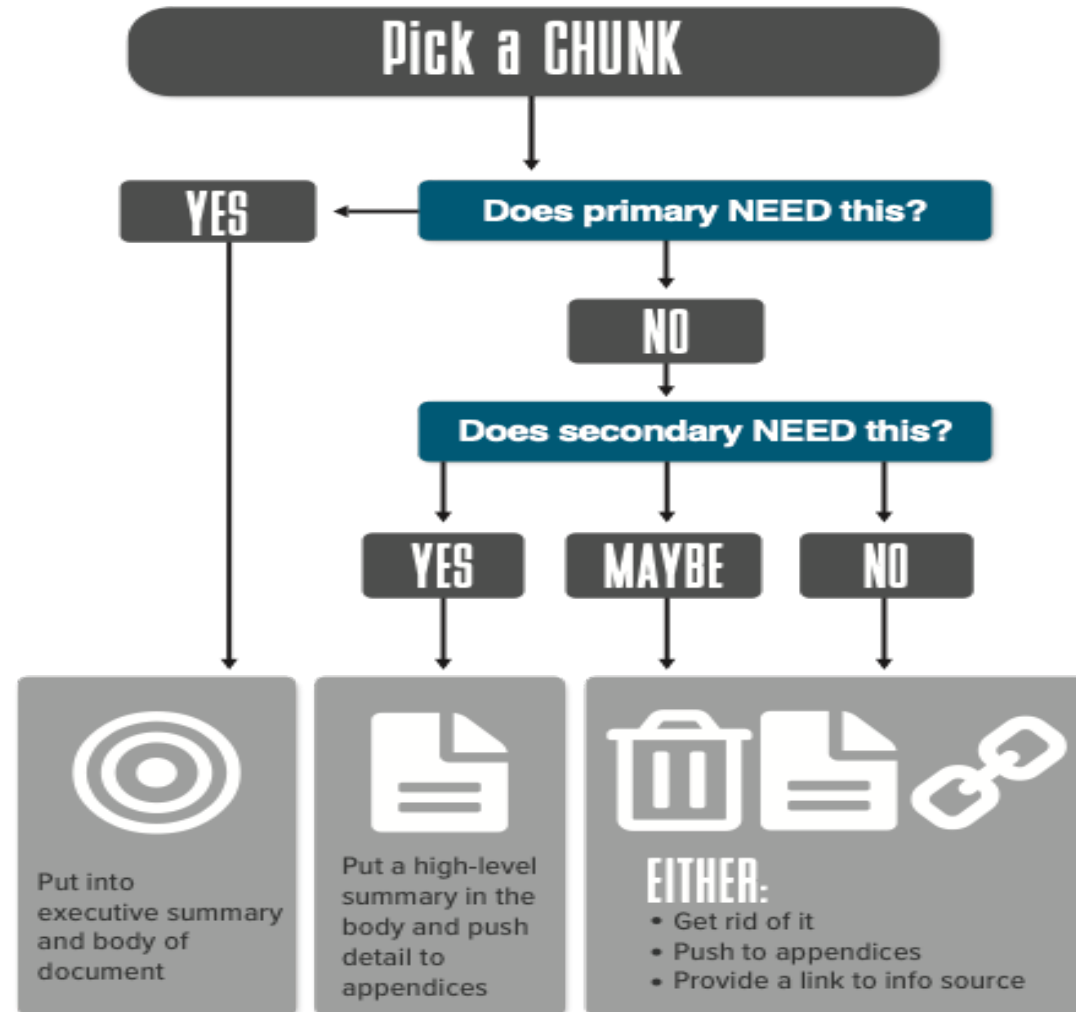 Pick a CHUNK
YES
Does primary NEED this?
NO
Does secondary NEED this?
YES
MAYBE
NO
Put into
executive summary
and body of
document
Put a high-level
summary in the
body and push
detail to
appendices
EITHER:
• Get rid of it
• Push to appendices
• Provide a link to info source